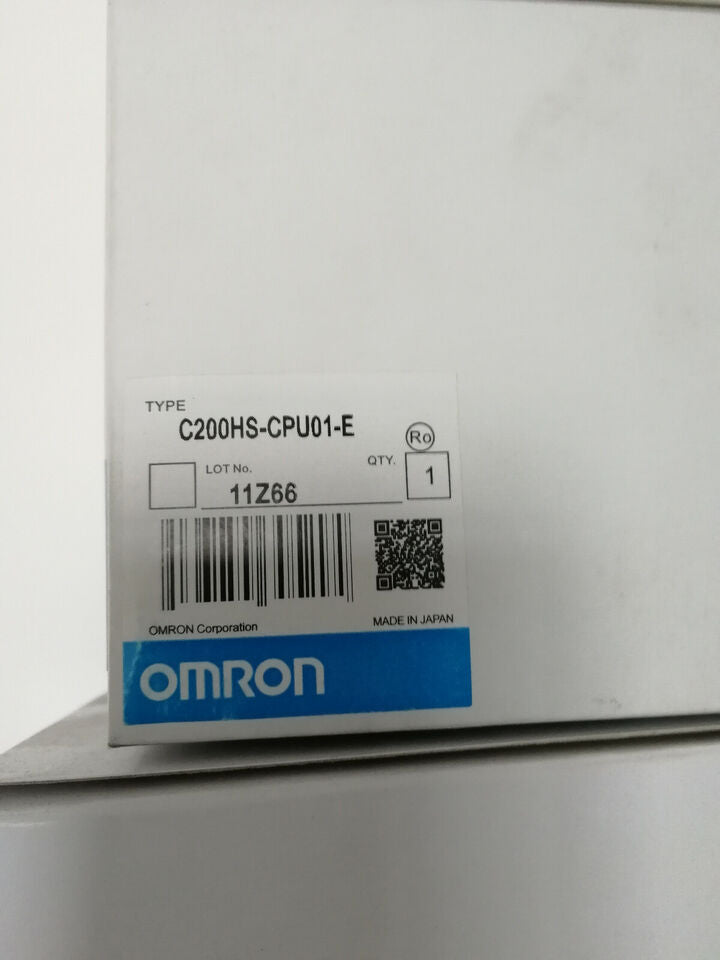 TYPE
C200HS-CPU01-E
Ro
LOT No.
QTY.
11Z66
1
OMRON Corporation
MADE IN JAPAN
OMRON